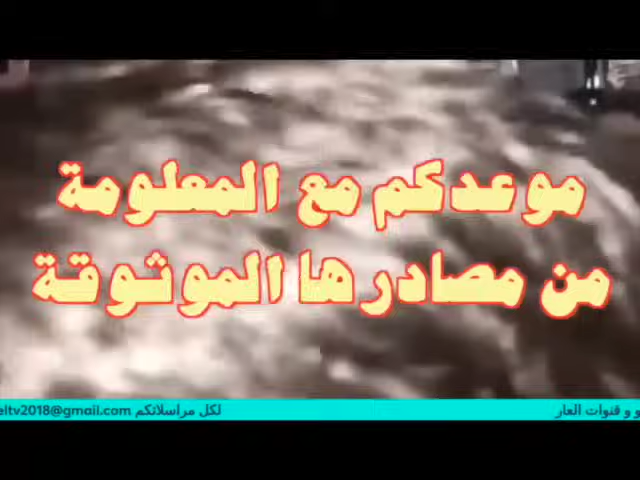 موعدكم مع المعلومة
من مصادرها الموثوقة
و قنوات العار
لكل مراسلاتكم eltv2018@gmail.com